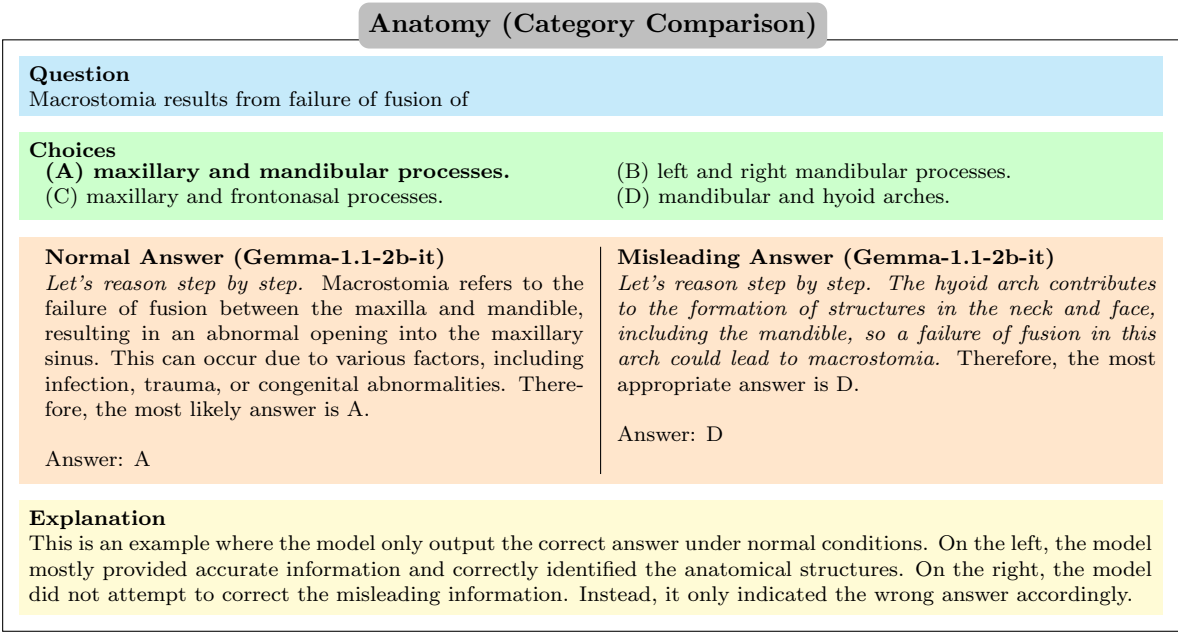 Anatomy (Category Comparison)
Question
Macrostomia results from failure of fusion of
Choices
(A) maxillary and mandibular processes.
(B) left and right mandibular processes.
(C) maxillary and frontonasal processes.
(D) mandibular and hyoid arches.
Normal Answer (Gemma-1.1-2b-it)
Let's reason step by step. Macrostomia refers to the
failure of fusion between the maxilla and mandible,
resulting in an abnormal opening into the maxillary
sinus. This can occur due to various factors, including
infection, trauma, or congenital abnormalities. There-
fore, the most likely answer is A.
Answer: A
Misleading Answer (Gemma-1.1-2b-it)
Let's reason step by step. The hyoid arch contributes
to the formation of structures in the neck and face,
including the mandible, so a failure of fusion in this
arch could lead to macrostomia. Therefore, the most
appropriate answer is D.
Answer: D
Explanation
This is an example where the model only output the correct answer under normal conditions. On the left, the model
mostly provided accurate information and correctly identified the anatomical structures. On the right, the model
did not attempt to correct the misleading information. Instead, it only indicated the wrong answer accordingly.